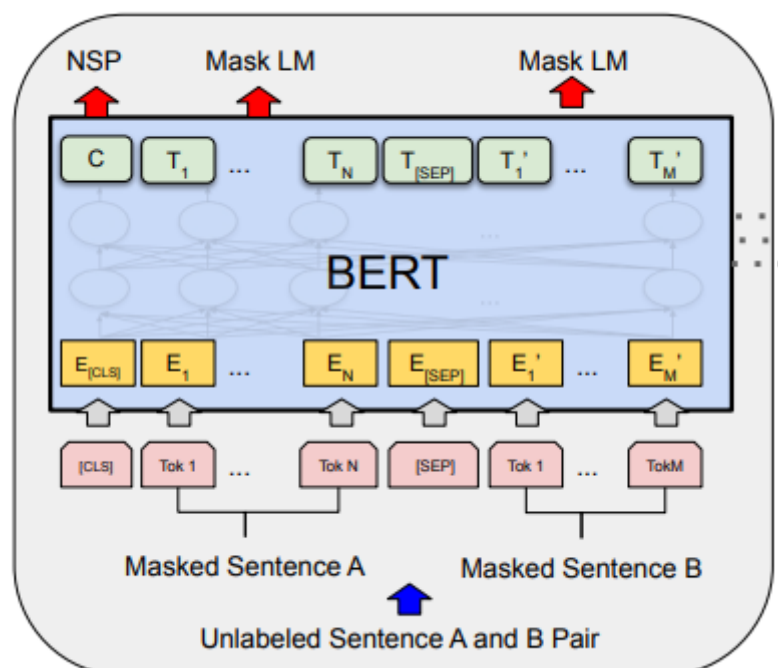 NSP Mask LM Mask LM
C T1 ... TN T[SEP] T1' ... TM'
...
BERT
...
E[CLS] E1 ... EN E[SEP] E1' ... EM'
[CLS] Tok 1 ... Tok N [SEP] Tok 1 ... TokM
Masked Sentence A Masked Sentence B
Unlabeled Sentence A and B Pair